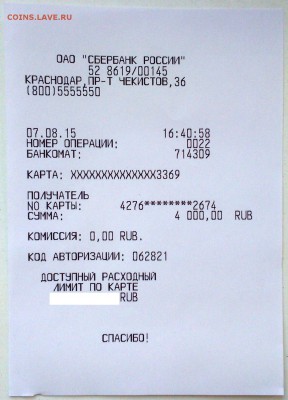 COINS.LAVE.RU
ОАО "СБЕРБАНК РОССИИ"
52 8619/00145
КРАСНОДАР,ПР-Т ЧЕКИСТОВ,36
(800)5555550
07.08.15 16:40:58
НОМЕР ОПЕРАЦИИ: 0022
БАНКОМАТ: 714309
КАРТА: XXXXXXXXXXXXXX3369
ПОЛУЧАТЕЛЬ
NO КАРТЫ: 4276********2674
СУММА: 4 000,00 RUB
КОМИССИЯ: 0,00 RUB.
КОД АВТОРИЗАЦИИ: 062821
ДОСТУПНЫЙ РАСХОДНЫЙ
ЛИМИТ ПО КАРТЕ
RUB
СПАСИБО!